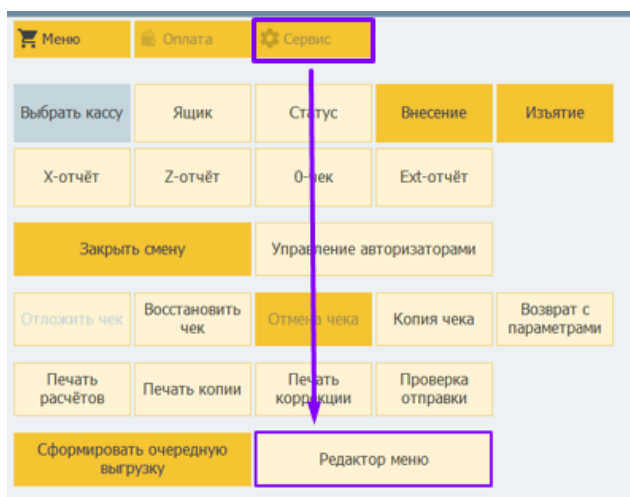 Меню
Оплата
Сервис
Выбрать кассу
Ящик
Статус
Внесение
Изъятие
X-отчёт
Z-отчёт
0-чек
Ext-отчёт
Закрыть смену
Управление авторизаторами
Отложить чек
Восстановить
чек
Отмена чека
Копия чека
Возврат с
параметрами
Печать
расчётов
Печать копии
Печать
коррекции
Проверка
отправки
Сформировать очередную
выгрузку
Редактор меню